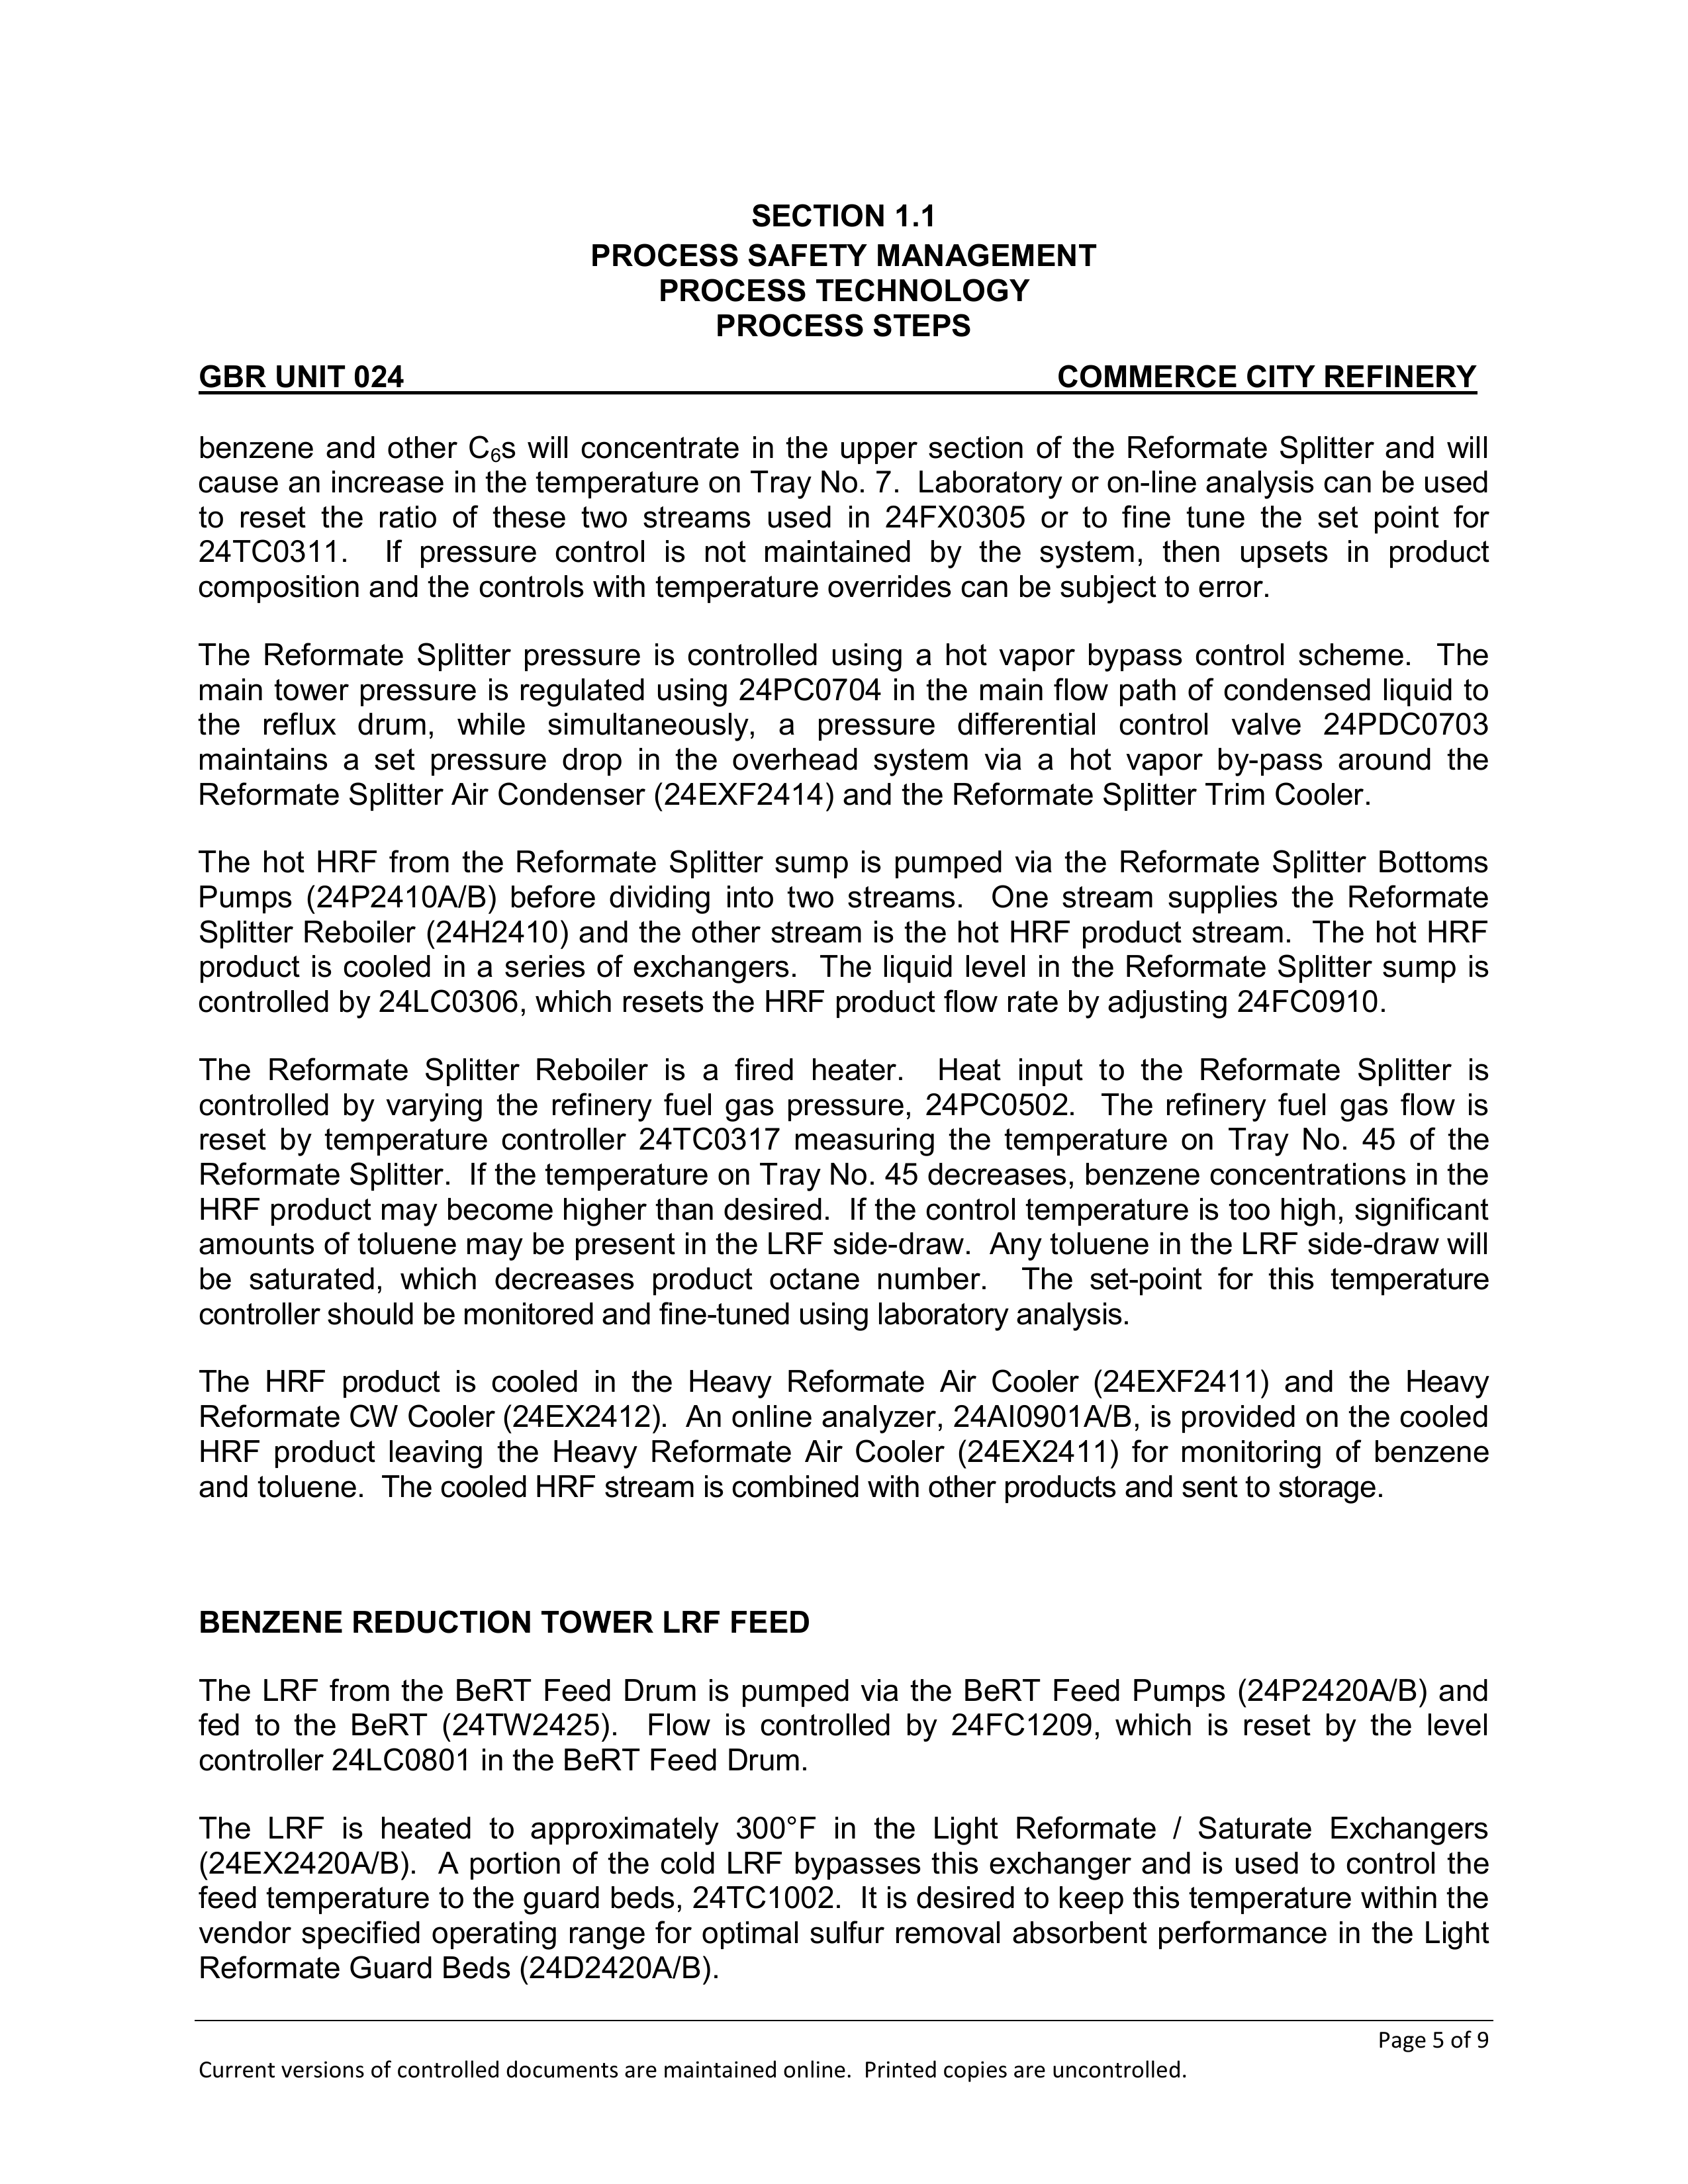 SECTION 1.1
PROCESS SAFETY MANAGEMENT
PROCESS TECHNOLOGY
PROCESS STEPS
GBR UNIT 024 COMMERCE CITY REFINERY
benzene and other C₆s will concentrate in the upper section of the Reformate Splitter and will
cause an increase in the temperature on Tray No. 7. Laboratory or on-line analysis can be used
to reset the ratio of these two streams used in 24FX0305 or to fine tune the set point for
24TC0311. If pressure control is not maintained by the system, then upsets in product
composition and the controls with temperature overrides can be subject to error.
The Reformate Splitter pressure is controlled using a hot vapor bypass control scheme. The
main tower pressure is regulated using 24PC0704 in the main flow path of condensed liquid to
the reflux drum, while simultaneously, a pressure differential control valve 24PDC0703
maintains a set pressure drop in the overhead system via a hot vapor by-pass around the
Reformate Splitter Air Condenser (24EXF2414) and the Reformate Splitter Trim Cooler.
The hot HRF from the Reformate Splitter sump is pumped via the Reformate Splitter Bottoms
Pumps (24P2410A/B) before dividing into two streams. One stream supplies the Reformate
Splitter Reboiler (24H2410) and the other stream is the hot HRF product stream. The hot HRF
product is cooled in a series of exchangers. The liquid level in the Reformate Splitter sump is
controlled by 24LC0306, which resets the HRF product flow rate by adjusting 24FC0910.
The Reformate Splitter Reboiler is a fired heater. Heat input to the Reformate Splitter is
controlled by varying the refinery fuel gas pressure, 24PC0502. The refinery fuel gas flow is
reset by temperature controller 24TC0317 measuring the temperature on Tray No. 45 of the
Reformate Splitter. If the temperature on Tray No. 45 decreases, benzene concentrations in the
HRF product may become higher than desired. If the control temperature is too high, significant
amounts of toluene may be present in the LRF side-draw. Any toluene in the LRF side-draw will
be saturated, which decreases product octane number. The set-point for this temperature
controller should be monitored and fine-tuned using laboratory analysis.
The HRF product is cooled in the Heavy Reformate Air Cooler (24EXF2411) and the Heavy
Reformate CW Cooler (24EX2412). An online analyzer, 24AI0901A/B, is provided on the cooled
HRF product leaving the Heavy Reformate Air Cooler (24EX2411) for monitoring of benzene
and toluene. The cooled HRF stream is combined with other products and sent to storage.
BENZENE REDUCTION TOWER LRF FEED
The LRF from the BeRT Feed Drum is pumped via the BeRT Feed Pumps (24P2420A/B) and
fed to the BeRT (24TW2425). Flow is controlled by 24FC1209, which is reset by the level
controller 24LC0801 in the BeRT Feed Drum.
The LRF is heated to approximately 300°F in the Light Reformate / Saturate Exchangers
(24EX2420A/B). A portion of the cold LRF bypasses this exchanger and is used to control the
feed temperature to the guard beds, 24TC1002. It is desired to keep this temperature within the
vendor specified operating range for optimal sulfur removal absorbent performance in the Light
Reformate Guard Beds (24D2420A/B).
Page 5 of 9
Current versions of controlled documents are maintained online. Printed copies are uncontrolled.